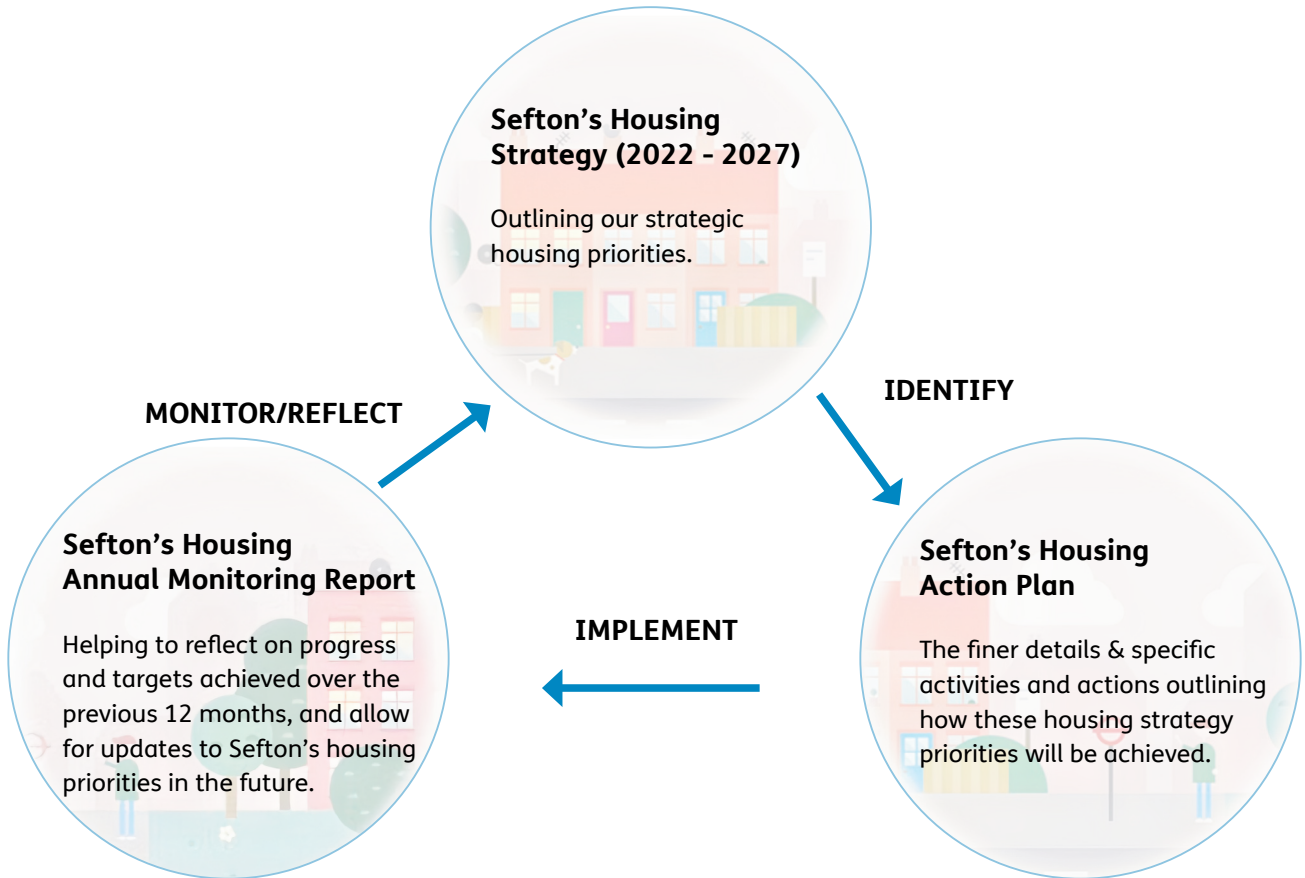 Sefton’s Housing
Strategy (2022 - 2027)
Outlining our strategic
housing priorities.
IDENTIFY
MONITOR/REFLECT
Sefton’s Housing
Annual Monitoring Report
Helping to reflect on progress
and targets achieved over the
previous 12 months, and allow
for updates to Sefton’s housing
priorities in the future.
IMPLEMENT
Sefton’s Housing
Action Plan
The finer details & specific
activities and actions outlining
how these housing strategy
priorities will be achieved.